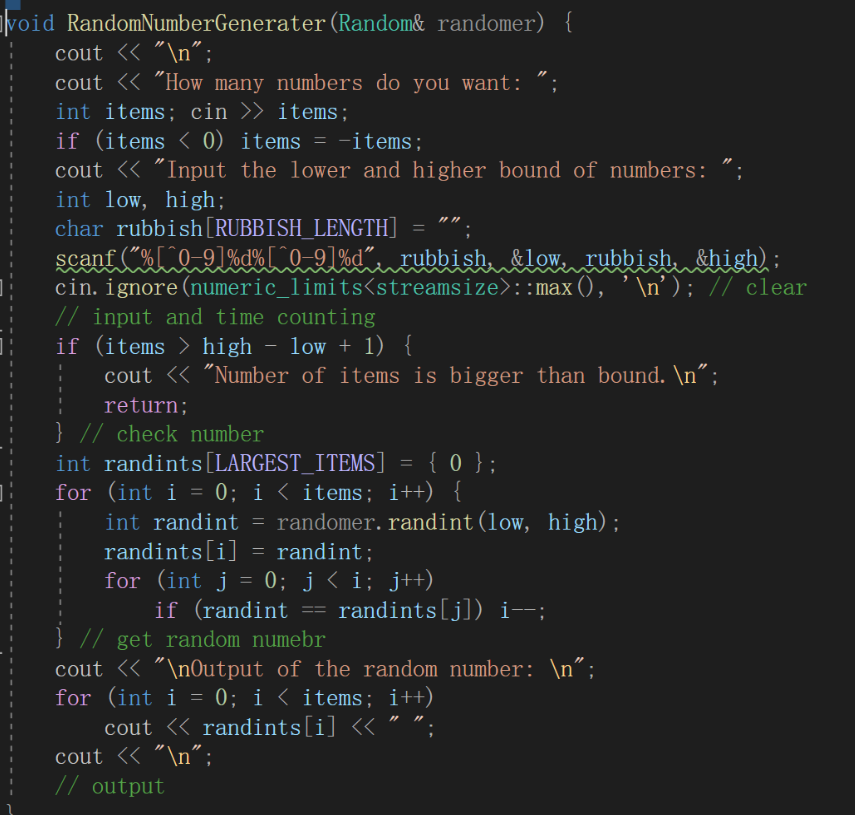 void RandomNumberGenerater(Random& randomer) {
    cout << "\n";
    cout << "How many numbers do you want: ";
    int items; cin >> items;
    if (items < 0) items = -items;
    cout << "Input the lower and higher bound of numbers: ";
    int low, high;
    char rubbish[RUBBISH_LENGTH] = "";
    scanf("%[^0-9]%d%[^0-9]%d", rubbish, &low, rubbish, &high);
    cin.ignore(numeric_limits<streamsize>::max(), '\n'); // clear
    // input and time counting
    if (items > high - low + 1) {
        cout << "Number of items is bigger than bound.\n";
        return;
    } // check number
    int randints[LARGEST_ITEMS] = { 0 };
    for (int i = 0; i < items; i++) {
        int randint = randomer.randint(low, high);
        randints[i] = randint;
        for (int j = 0; j < i; j++)
            if (randint == randints[j]) i--;
    } // get random numebr
    cout << "\nOutput of the random number: \n";
    for (int i = 0; i < items; i++)
        cout << randints[i] << " ";
    cout << "\n";
    // output
}